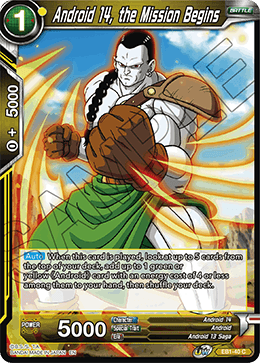 BATTLE
1
Android 14, the Mission Begins
0 + 5000
Auto When this card is played, look at up to 5 cards from
the top of your deck, add up to 1 green or
yellow ‹Android› card with an energy cost of 4 or less
among them to your hand, then shuffle your deck.
POWER
5000
Character Android 14
Special Trait Android
Era Android 13 Saga
EB1-40 C